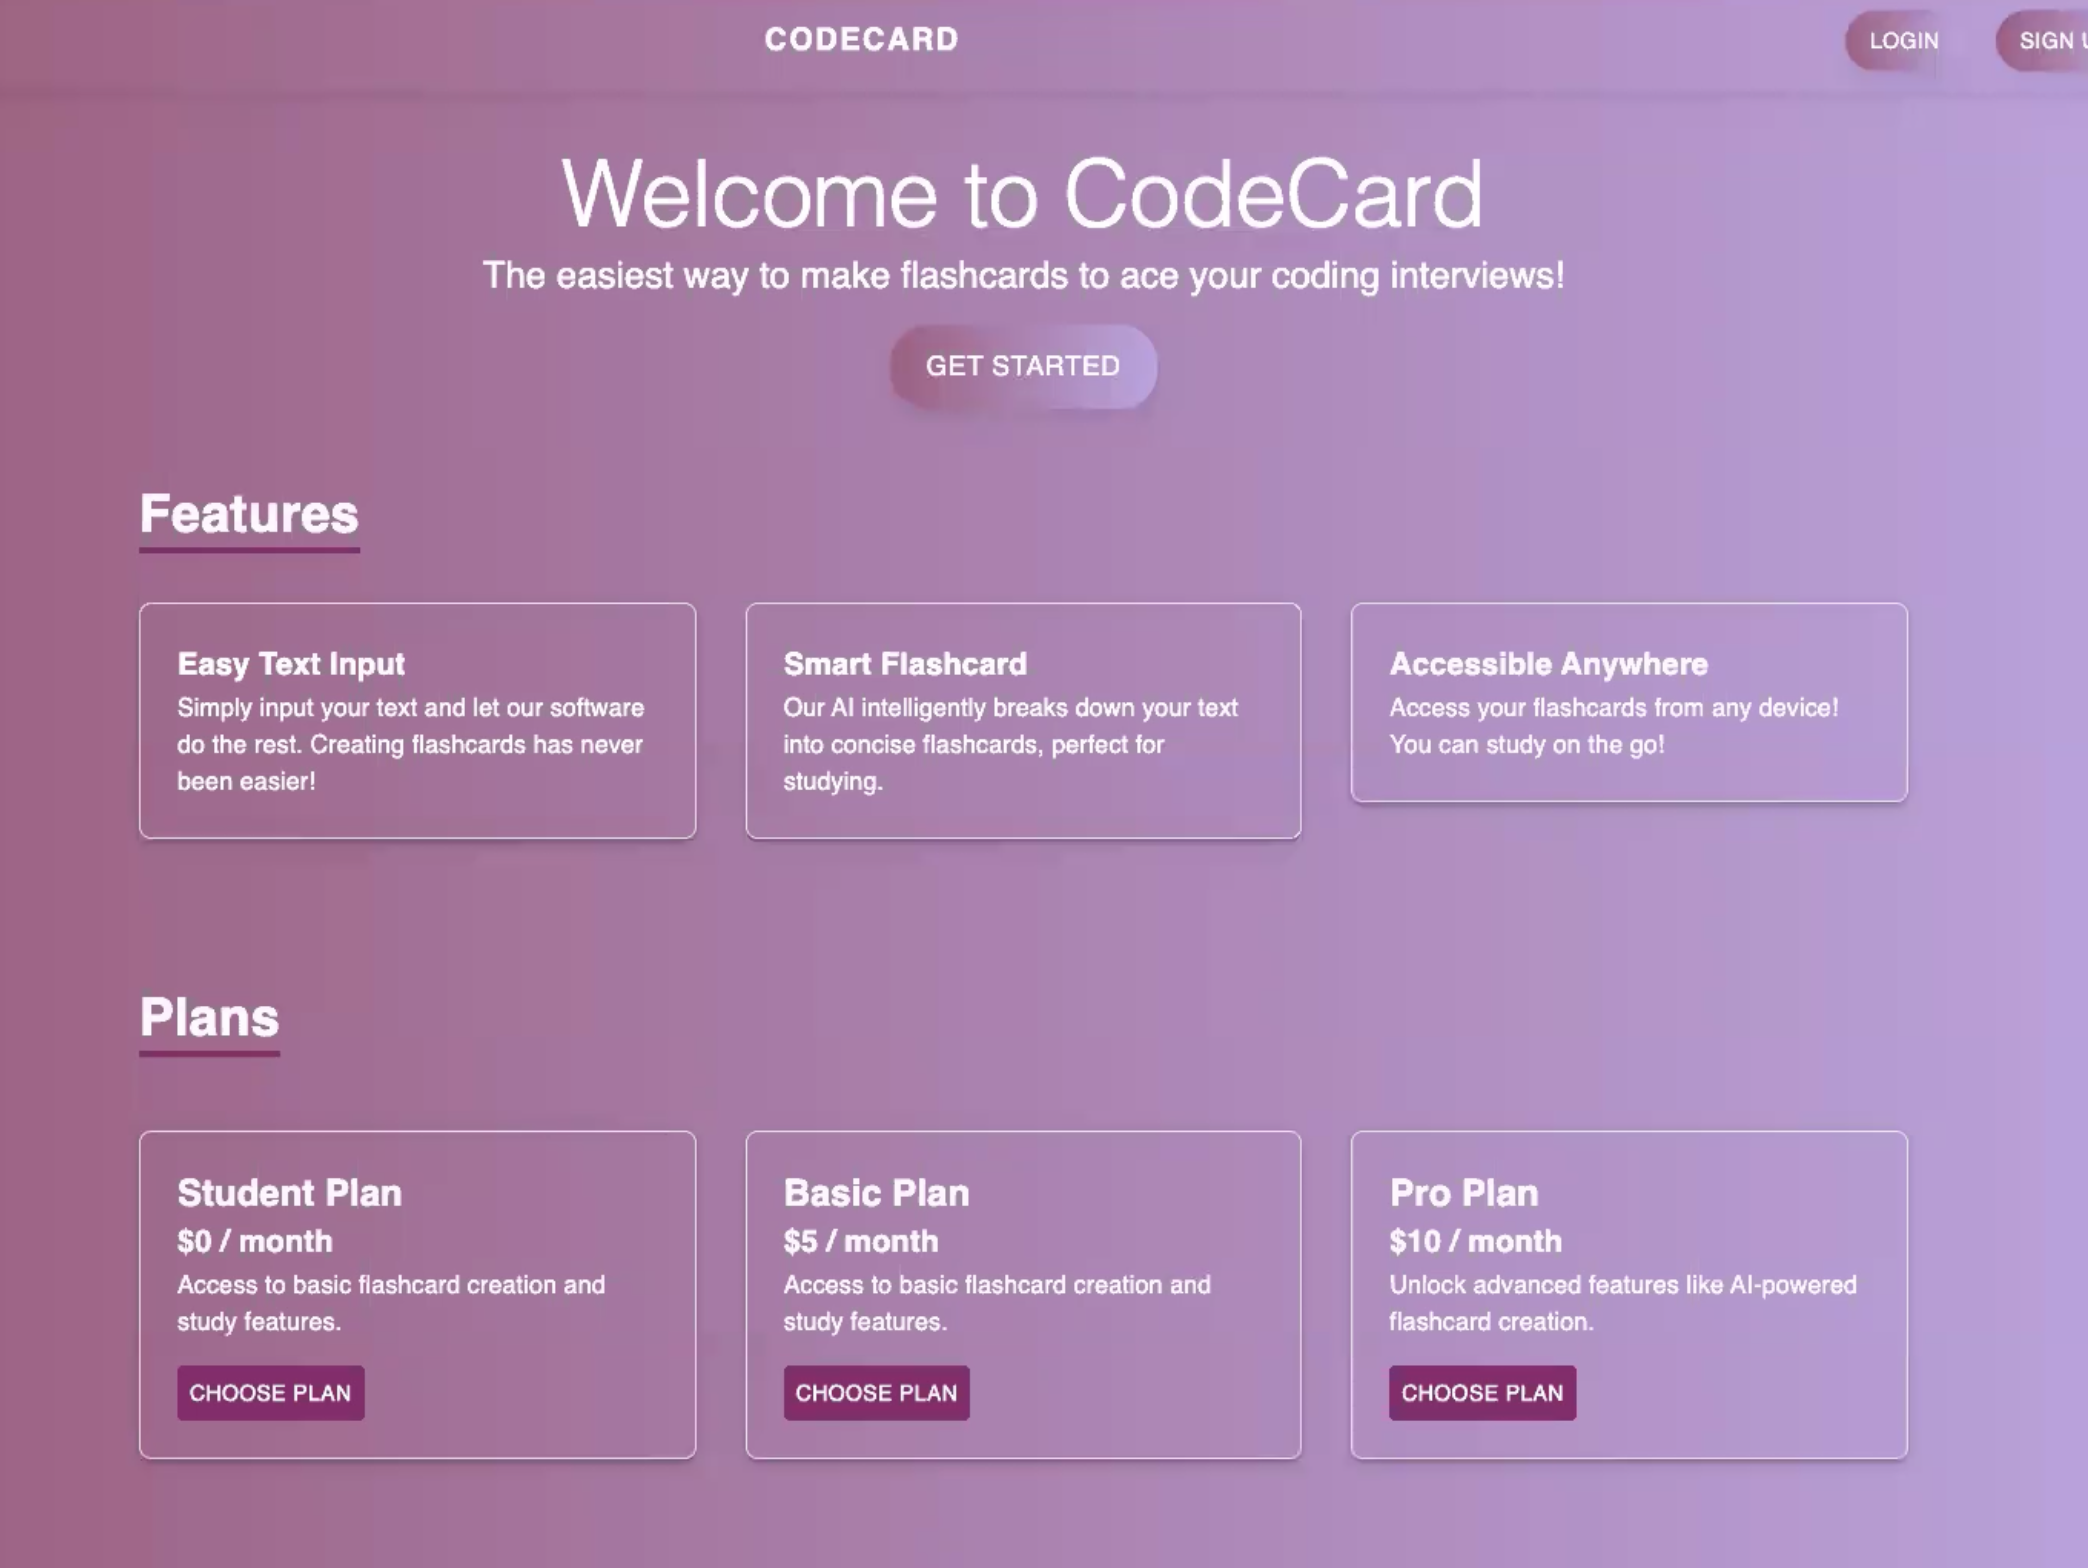 CODECARD
LOGIN
SIGN
Welcome to CodeCard
The easiest way to make flashcards to ace your coding interviews!
GET STARTED
Features
Easy Text Input
Simply input your text and let our software
do the rest. Creating flashcards has never
been easier!
Smart Flashcard
Our AI intelligently breaks down your text
into concise flashcards, perfect for
studying.
Accessible Anywhere
Access your flashcards from any device!
You can study on the go!
Plans
Student Plan
$0 / month
Access to basic flashcard creation and
study features.
CHOOSE PLAN
Basic Plan
$5 / month
Access to basic flashcard creation and
study features.
CHOOSE PLAN
Pro Plan
$10 / month
Unlock advanced features like AI-powered
flashcard creation.
CHOOSE PLAN